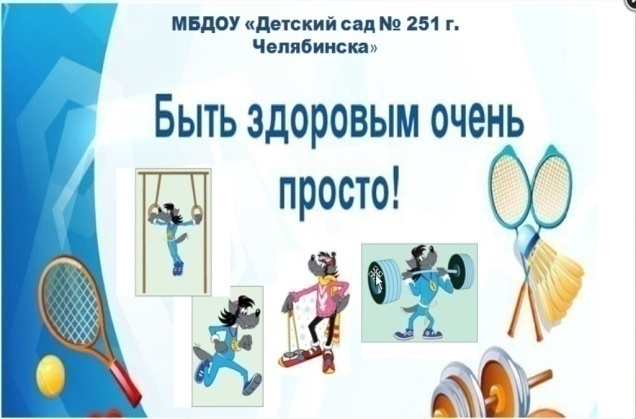 МБДОУ «Детский сад № 251 г.
Челябинска»
Быть здоровым очень
просто!